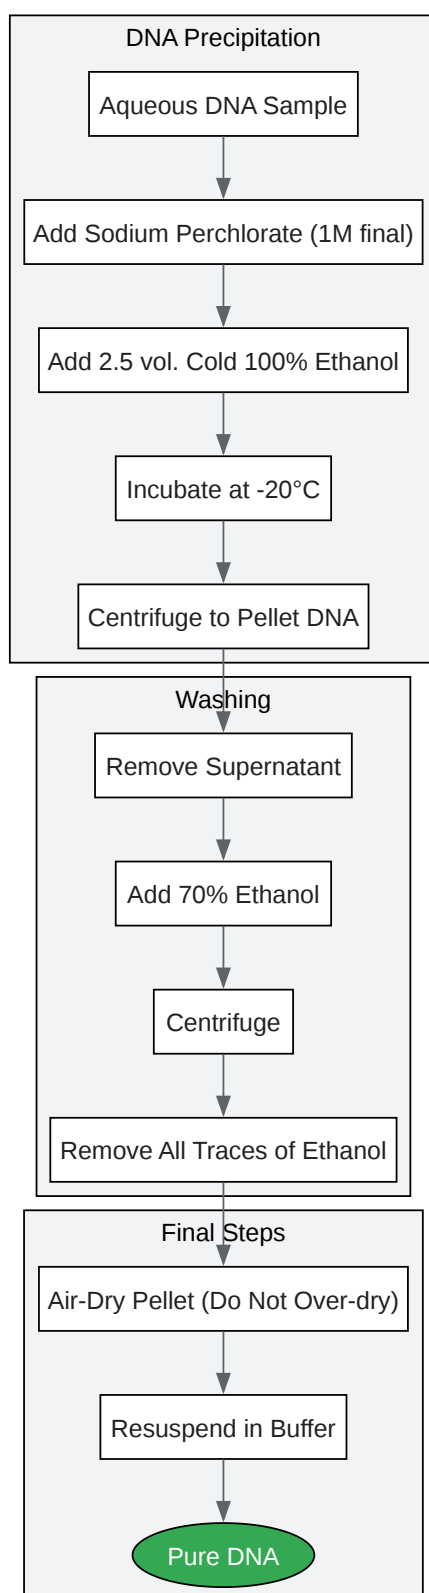 DNA Precipitation
Aqueous DNA Sample
Add Sodium Perchlorate (1M final)
Add 2.5 vol. Cold 100% Ethanol
Incubate at -20°C
Centrifuge to Pellet DNA
Washing
Remove Supernatant
Add 70% Ethanol
Centrifuge
Remove All Traces of Ethanol
Final Steps
Air-Dry Pellet (Do Not Over-dry)
Resuspend in Buffer
Pure DNA